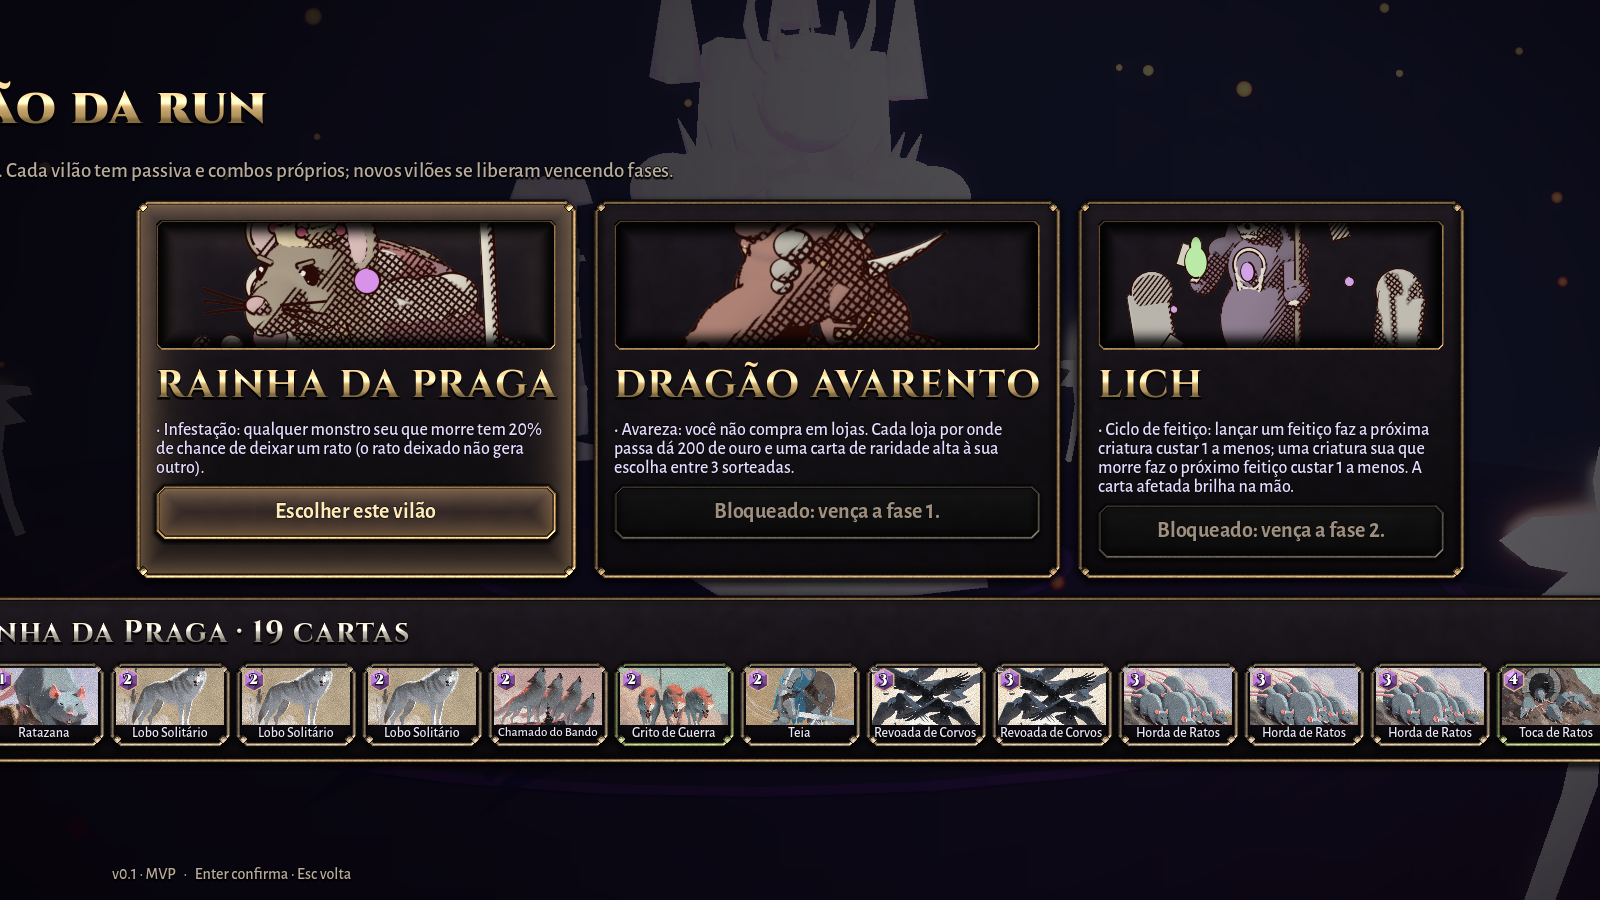 ÃO DA RUN
. Cada vilão tem passiva e combos próprios; novos vilões se liberam vencendo fases.
RAINHA DA PRAGA
· Infestação: qualquer monstro seu que morre tem 20%
de chance de deixar um rato (o rato deixado não gera
outro).
Escolher este vilão
DRAGÃO AVARENTO
· Avareza: você não compra em lojas. Cada loja por onde
passa dá 200 de ouro e uma carta de raridade alta à sua
escolha entre 3 sorteadas.
Bloqueado: vença a fase 1.
LICH
· Ciclo de feitiço: lançar um feitiço faz a próxima
criatura custar 1 a menos; uma criatura sua que
morre faz o próximo feitiço custar 1 a menos. A
carta afetada brilha na mão.
Bloqueado: vença a fase 2.
NHA DA PRAGA · 19 CARTAS
1 Ratazana
2 Lobo Solitário
2 Lobo Solitário
2 Lobo Solitário
2 Chamado do Bando
2 Grito de Guerra
2 Teia
3 Revoada de Corvos
3 Revoada de Corvos
3 Horda de Ratos
3 Horda de Ratos
3 Horda de Ratos
4 Toca de Ratos
v0.1 · MVP · Enter confirma · Esc volta